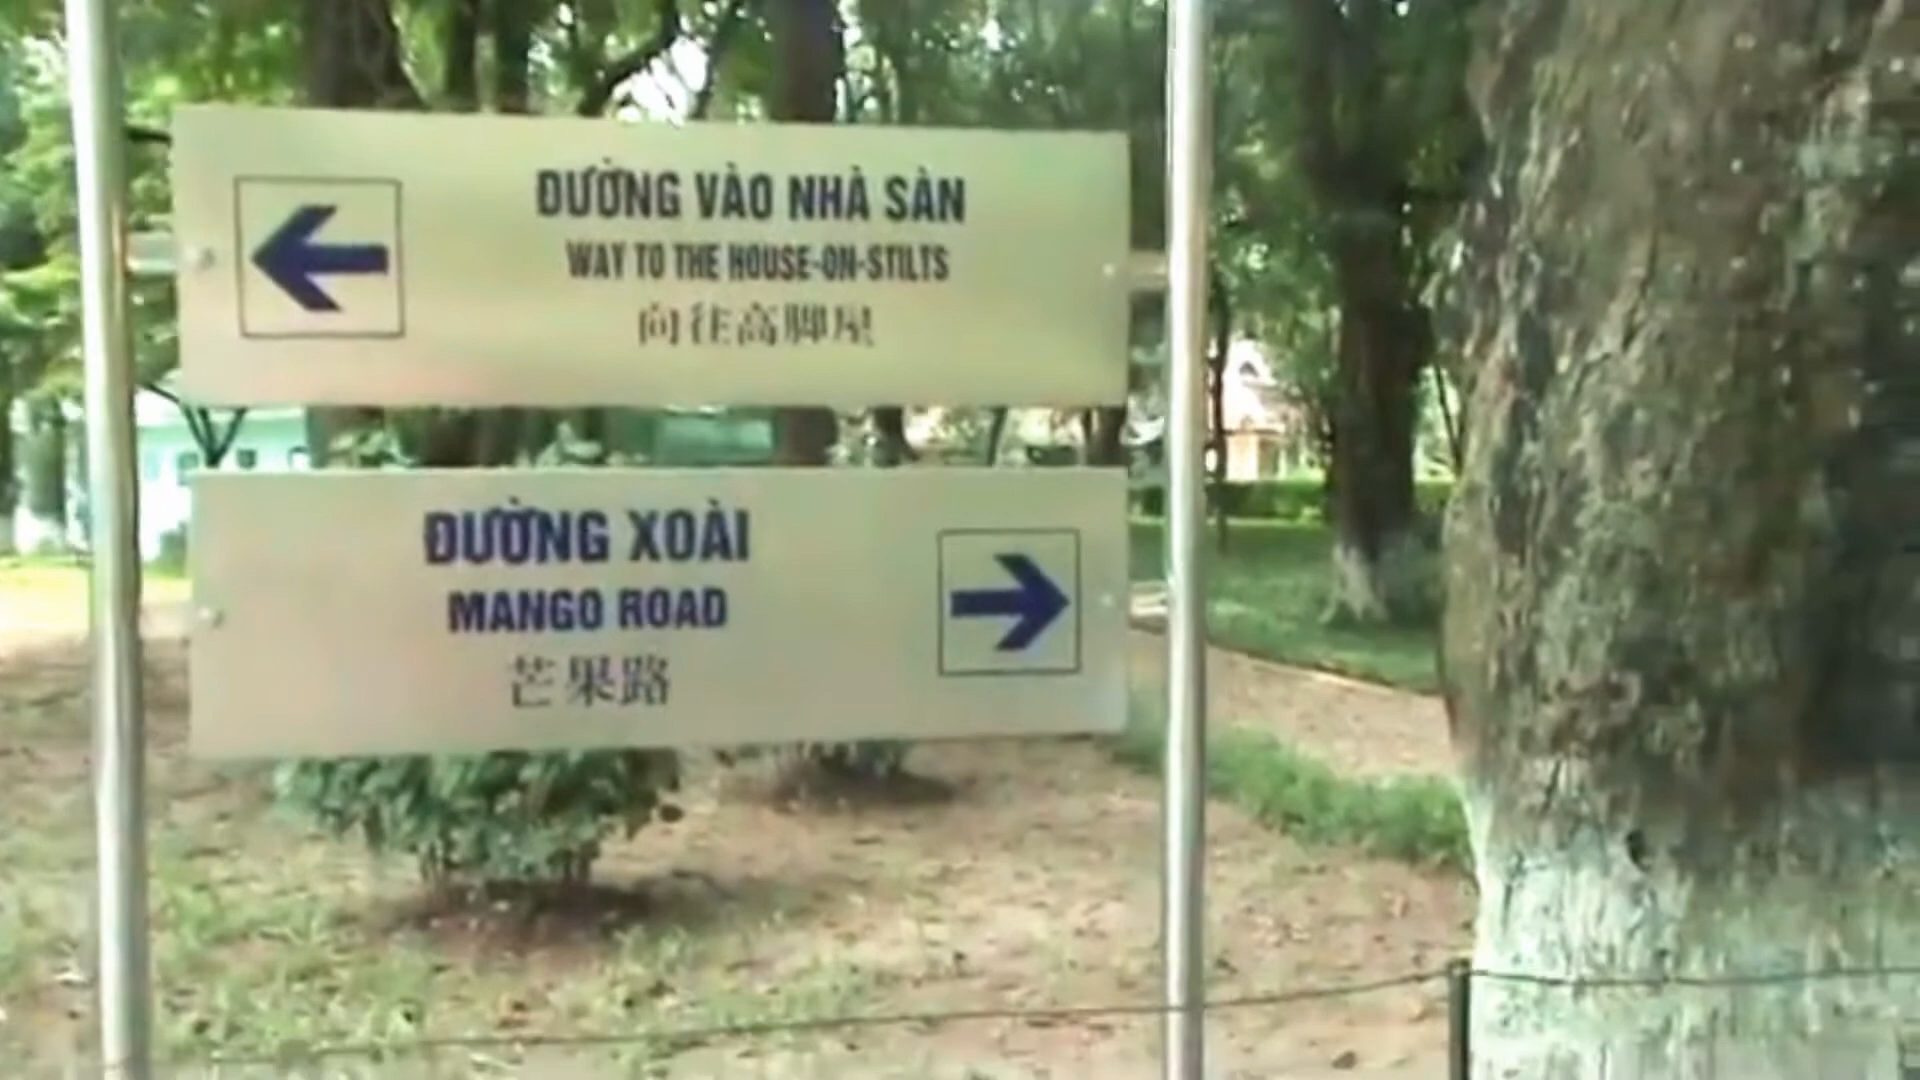 ĐƯỜNG VÀO NHÀ SÀN
WAY TO THE HOUSE-ON-STILTS
向往高脚屋
ĐƯỜNG XOÀI
MANGO ROAD
芒果路